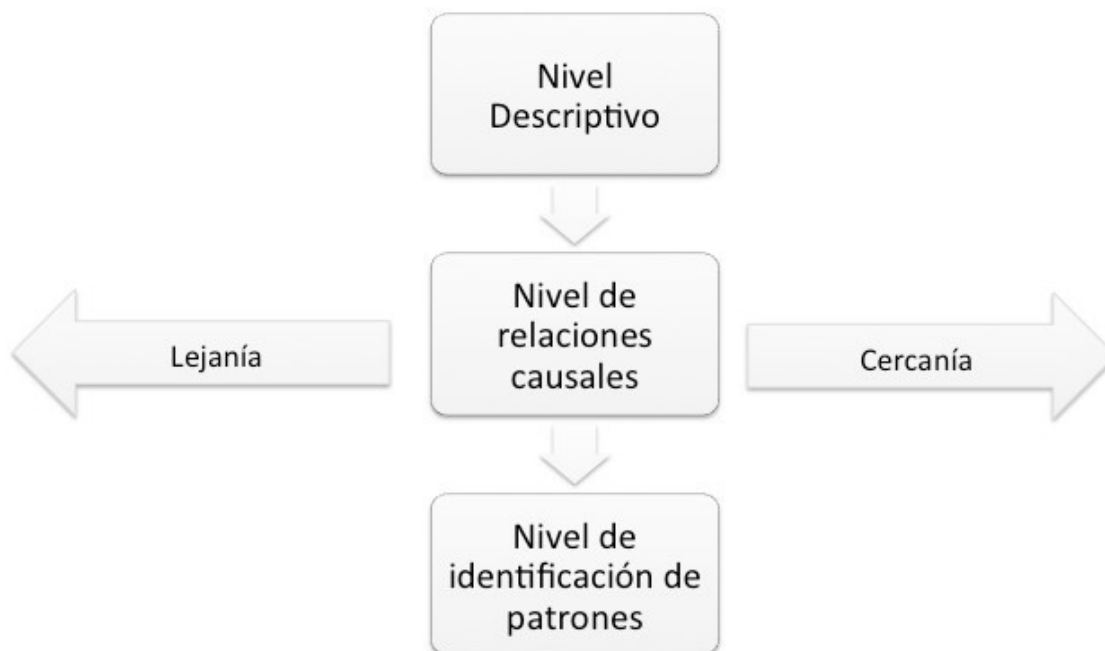 Nivel
Descriptivo
Nivel de
relaciones
causales
Lejanía
Cercanía
Nivel de
identificación de
patrones